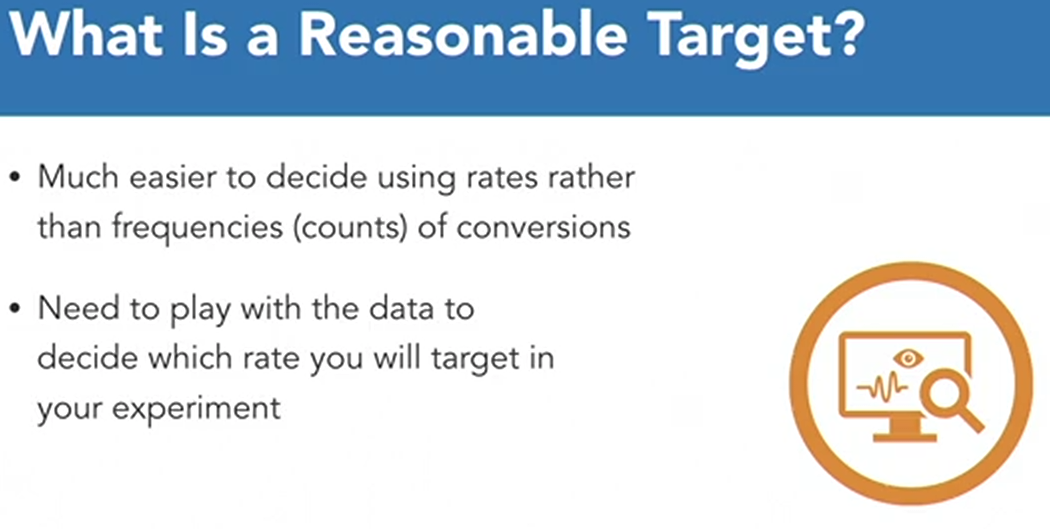 What Is a Reasonable Target?
• Much easier to decide using rates rather
than frequencies (counts) of conversions
• Need to play with the data to
decide which rate you will target in
your experiment